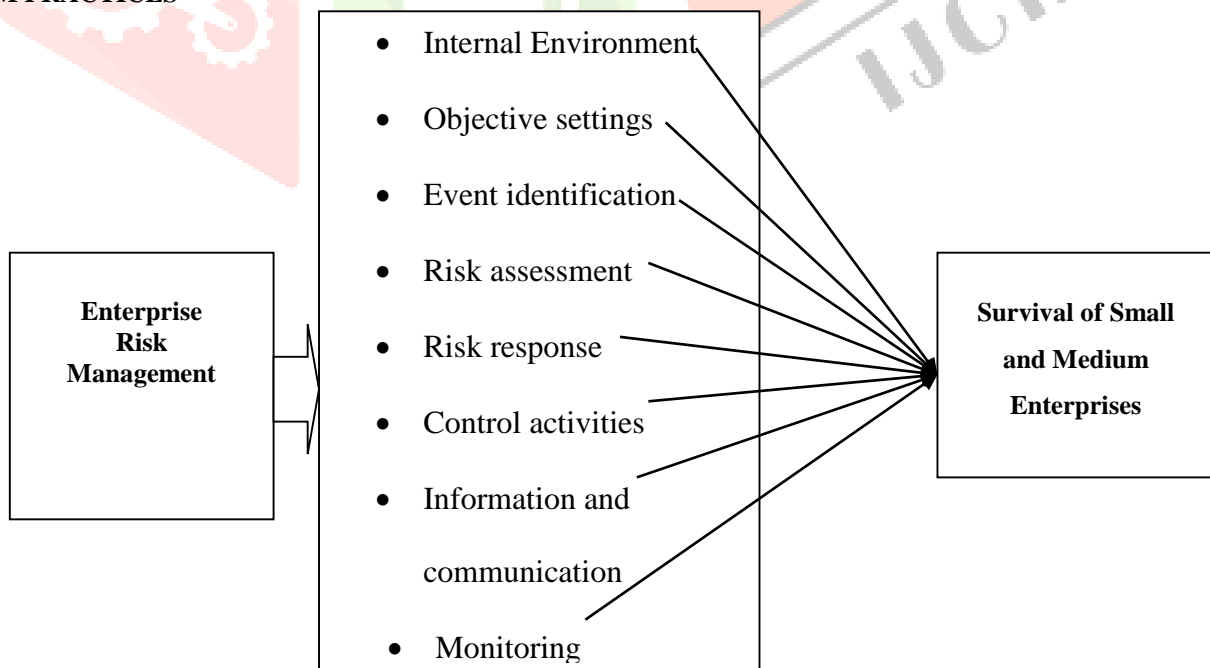 • Internal Environment
• Objective settings
• Event identification
• Risk assessment
• Risk response
• Control activities
• Information and
communication
• Monitoring
Enterprise
Risk
Management
Survival of Small
and Medium
Enterprises